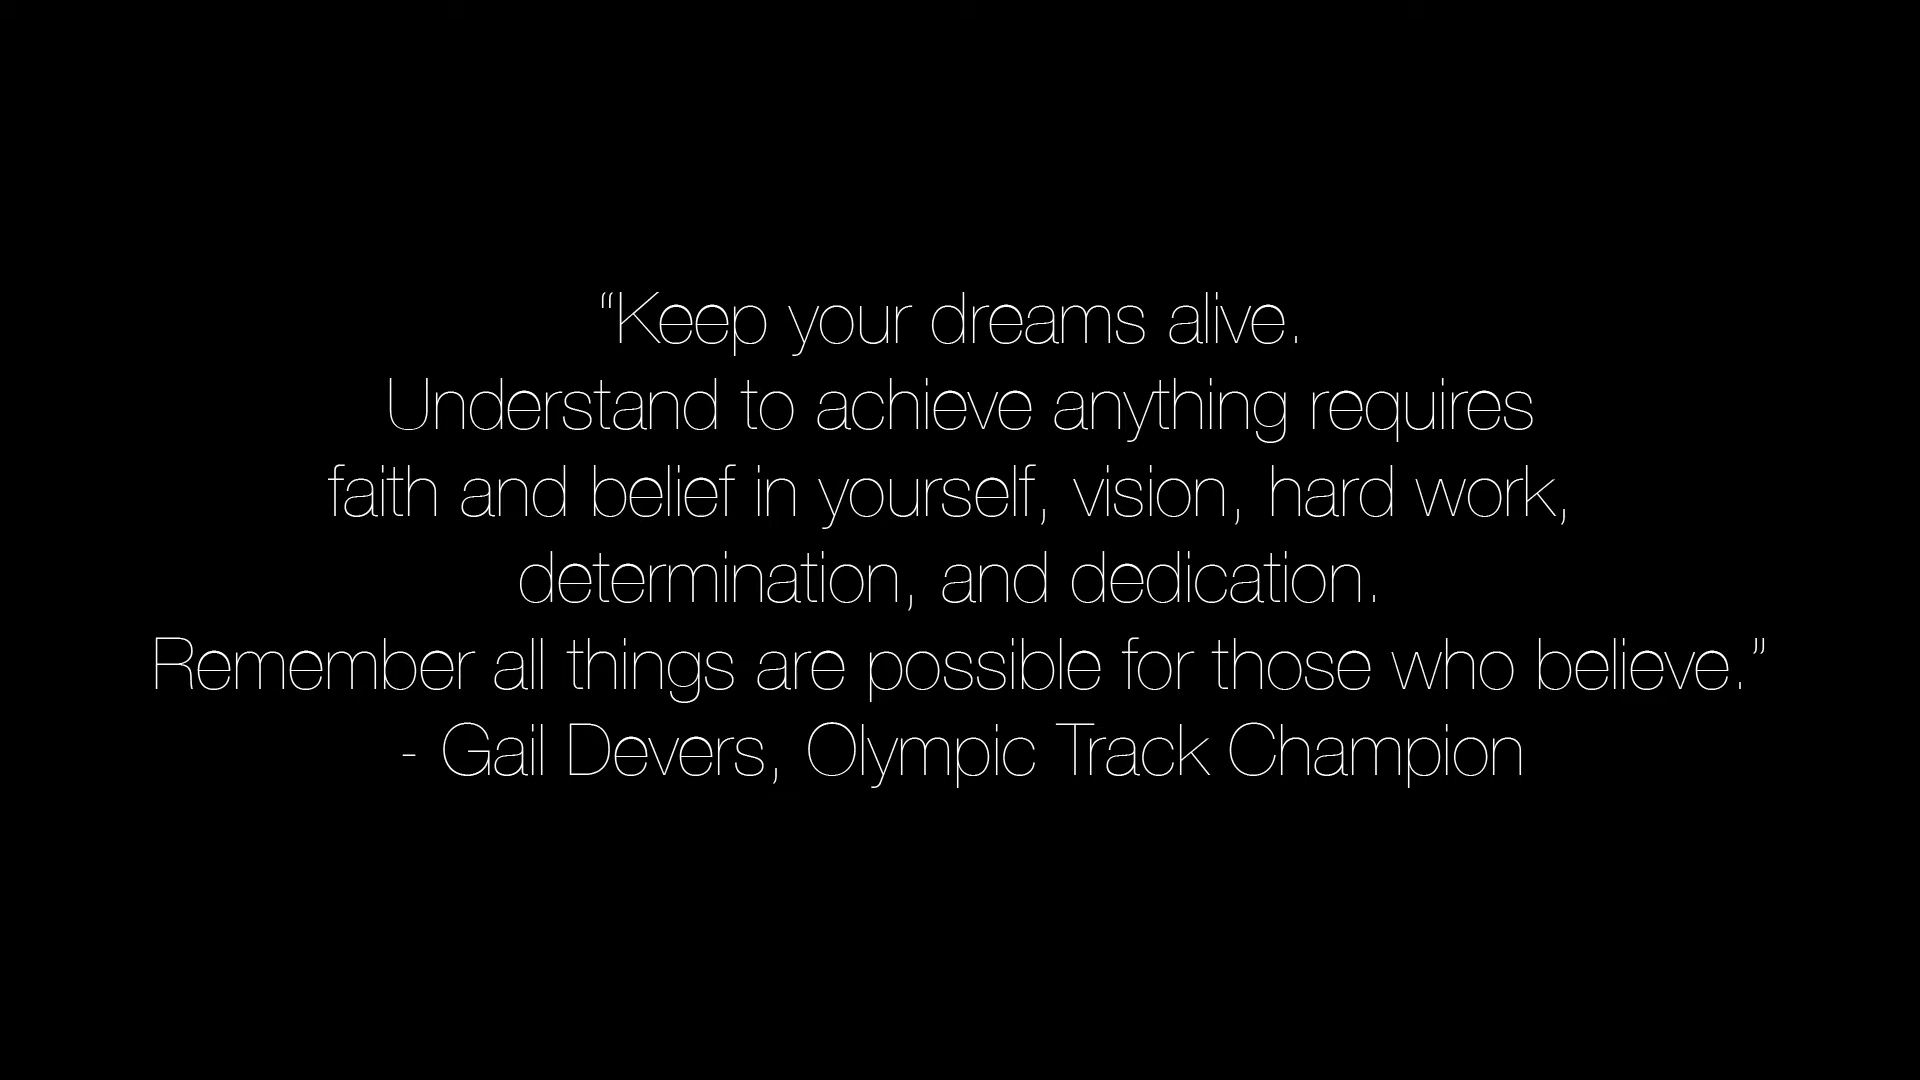 “Keep your dreams alive.
Understand to achieve anything requires
faith and belief in yourself, vision, hard work,
determination, and dedication.
Remember all things are possible for those who believe.”
- Gail Devers, Olympic Track Champion